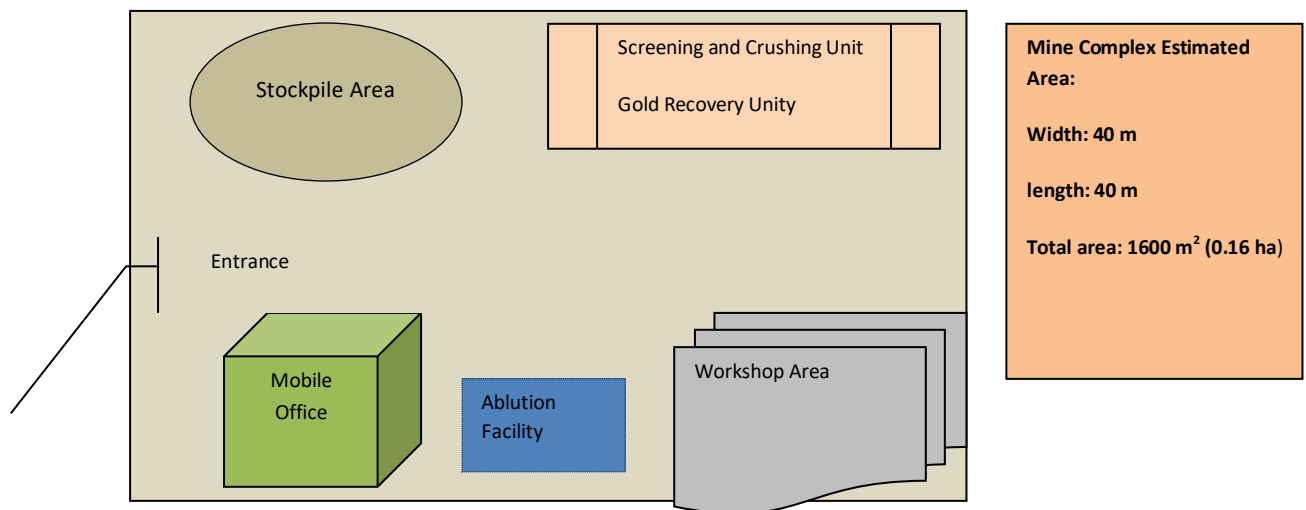 Stockpile Area
Screening and Crushing Unit
Gold Recovery Unity
Entrance
Mobile
Office
Ablution
Facility
Workshop Area
Mine Complex Estimated
Area:
Width: 40 m
length: 40 m
Total area: 1600 m² (0.16 ha)